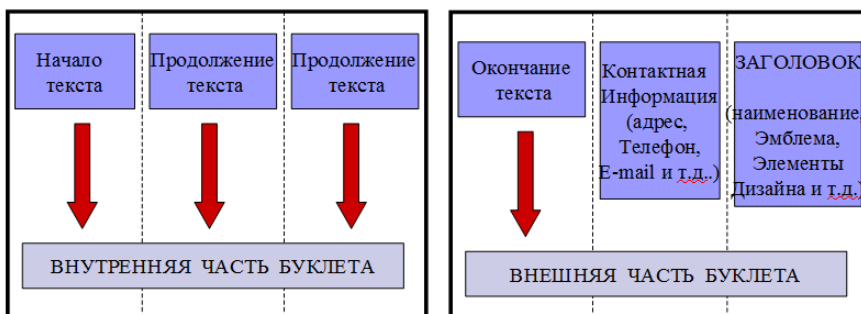 Начало
текста
Продолжение
текста
Продолжение
текста
ВНУТРЕННЯЯ ЧАСТЬ БУКЛЕТА
Окончание
текста
Контактная
Информация
(адрес,
Телефон,
E-mail и т.д..)
ЗАГОЛОВОК
(наименование,
Эмблема,
Элементы
Дизайна и т.д.)
ВНЕШНЯЯ ЧАСТЬ БУКЛЕТА